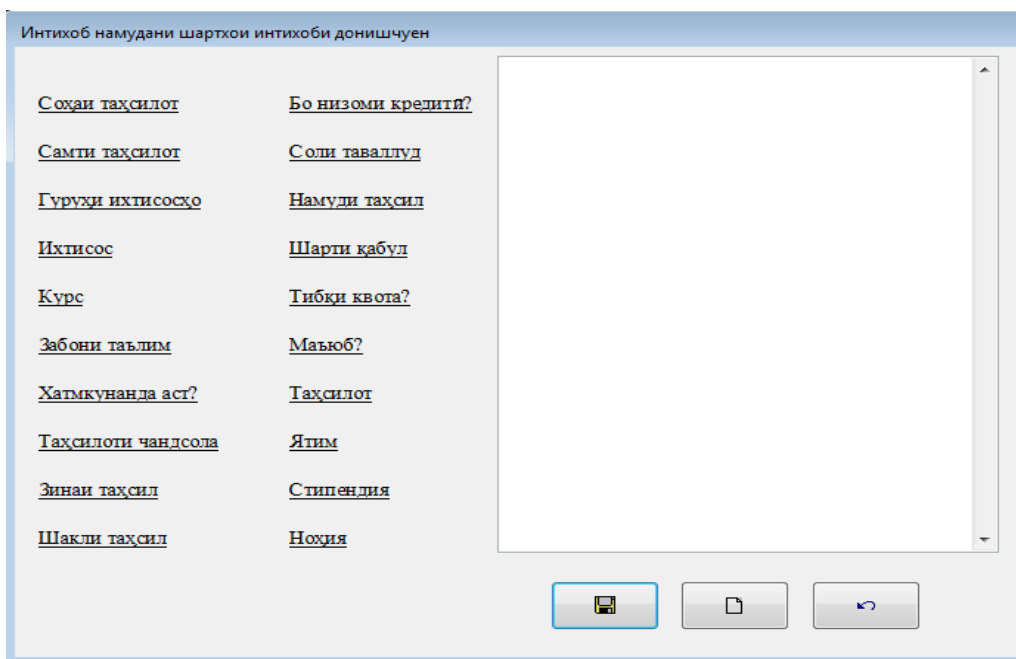 Интихоб намудани шартхои интихоби донишчуен
Соҳаи таҳсилот
Самти таҳсилот
Гуруҳи ихтисосҳо
Ихтисос
Курс
Забони таълим
Хатмкунанда аст?
Таҳсилоти чандсола
Зинаи таҳсил
Шакли таҳсил
Бо низоми кредитӣ?
Соли таваллуд
Намуди таҳсил
Шарти қабул
Тибқи квота?
Маъюб?
Таҳсилот
Ятим
Стипендия
Ноҳия